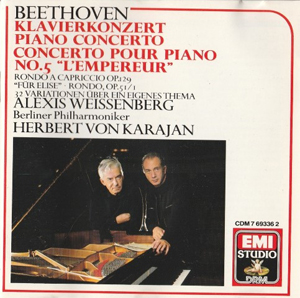 BEETHOVEN
KLAVIERKONZERT
PIANO CONCERTO
CONCERTO POUR PIANO
NO.5 "L'EMPEREUR"
RONDO A CAPRICCIO OP.129
"FÜR ELISE" - RONDO, OP.51/1
32 VARIATIONEN ÜBER EIN EIGENES THEMA
ALEXIS WEISSENBERG
Berliner Philharmoniker
HERBERT VON KARAJAN
CDM 7 69336 2
EMI
STUDIO
DRM